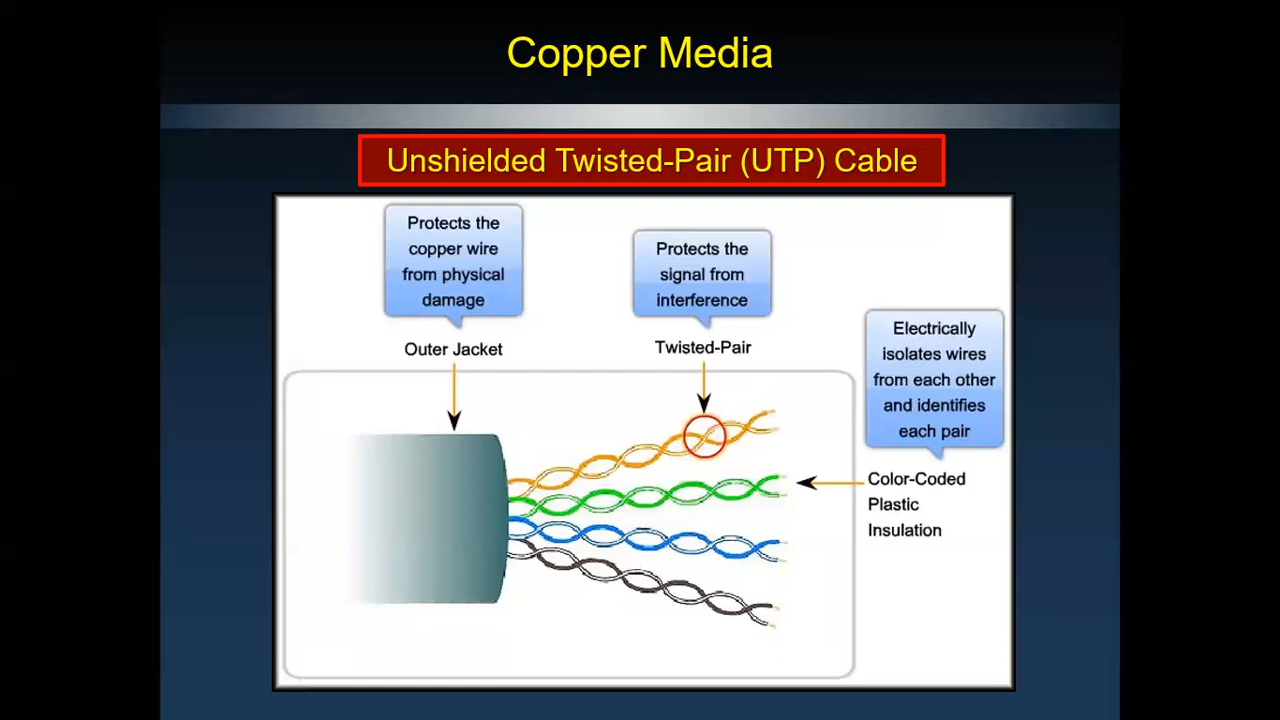 Copper Media
Unshielded Twisted-Pair (UTP) Cable
Protects the
copper wire
from physical
damage
Outer Jacket
Protects the
signal from
interference
Twisted-Pair
Electrically
isolates wires
from each other
and identifies
each pair
Color-Coded
Plastic
Insulation